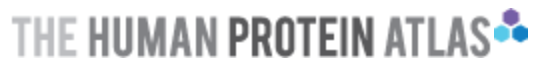 THE HUMAN PROTEIN ATLAS